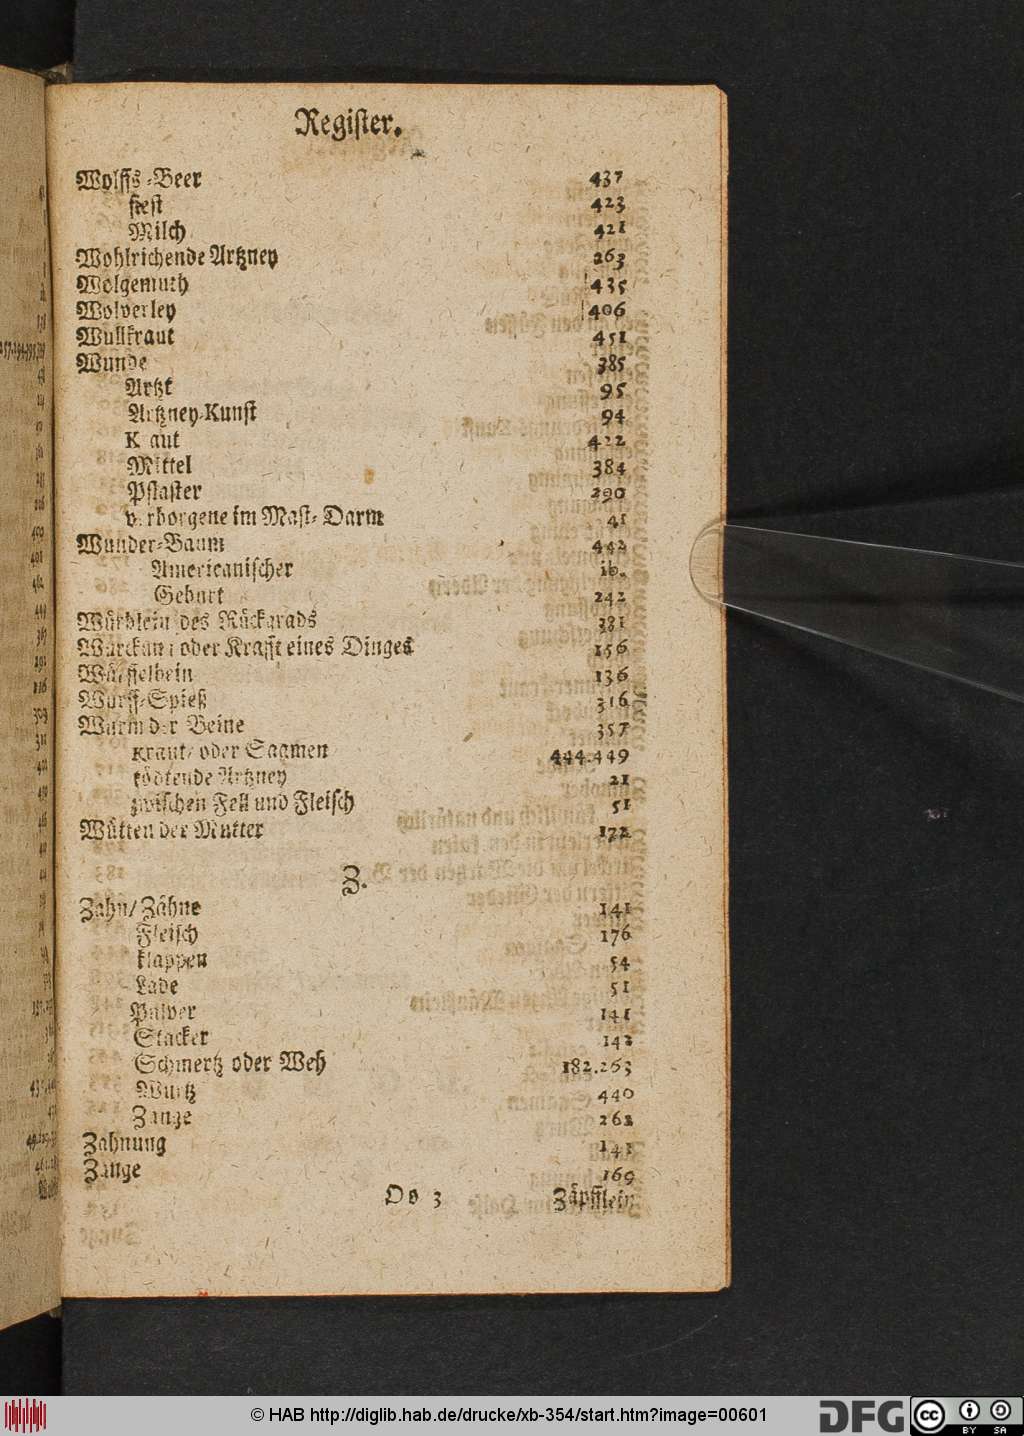 Register.
Wolffs-Beer 437
fiest 423
Milch 421
Wohlrichende Artzney 263
Wolgemuth 435
Wolverley 406
Wullkraut 451
Wunde 385
Artzt 95
Artzney-Kunst 94
Kraut 422
Mittel 384
Pflaster 290
verborgene im Mast-Darm 41
Wunder-Baum 442
Americanischer ib.
Geburt 242
des Rückgrads 381
Würckung oder Krafft eines Dinges 156
Würffelbein 136
Wurff-Spieß 316
Wurm der Beine 357
Kraut- oder Saamen 444.449
tödtende Artzney 21
zwischen Fell und Fleisch 51
Wütten der Mutter 172
Z.
Zahn/ Zähne 141
Fleisch 176
klappen 54
Lade 51
Pulver 141
Stacker 142
Schmertz oder Weh 182.263
Wurtz 440
Zange 262
Zahnung 141
Zange 169
Oo 3 Zäpfflein
© HAB http://diglib.hab.de/drucke/xb-354/start.htm?image=00601
DFG
cc BY SA